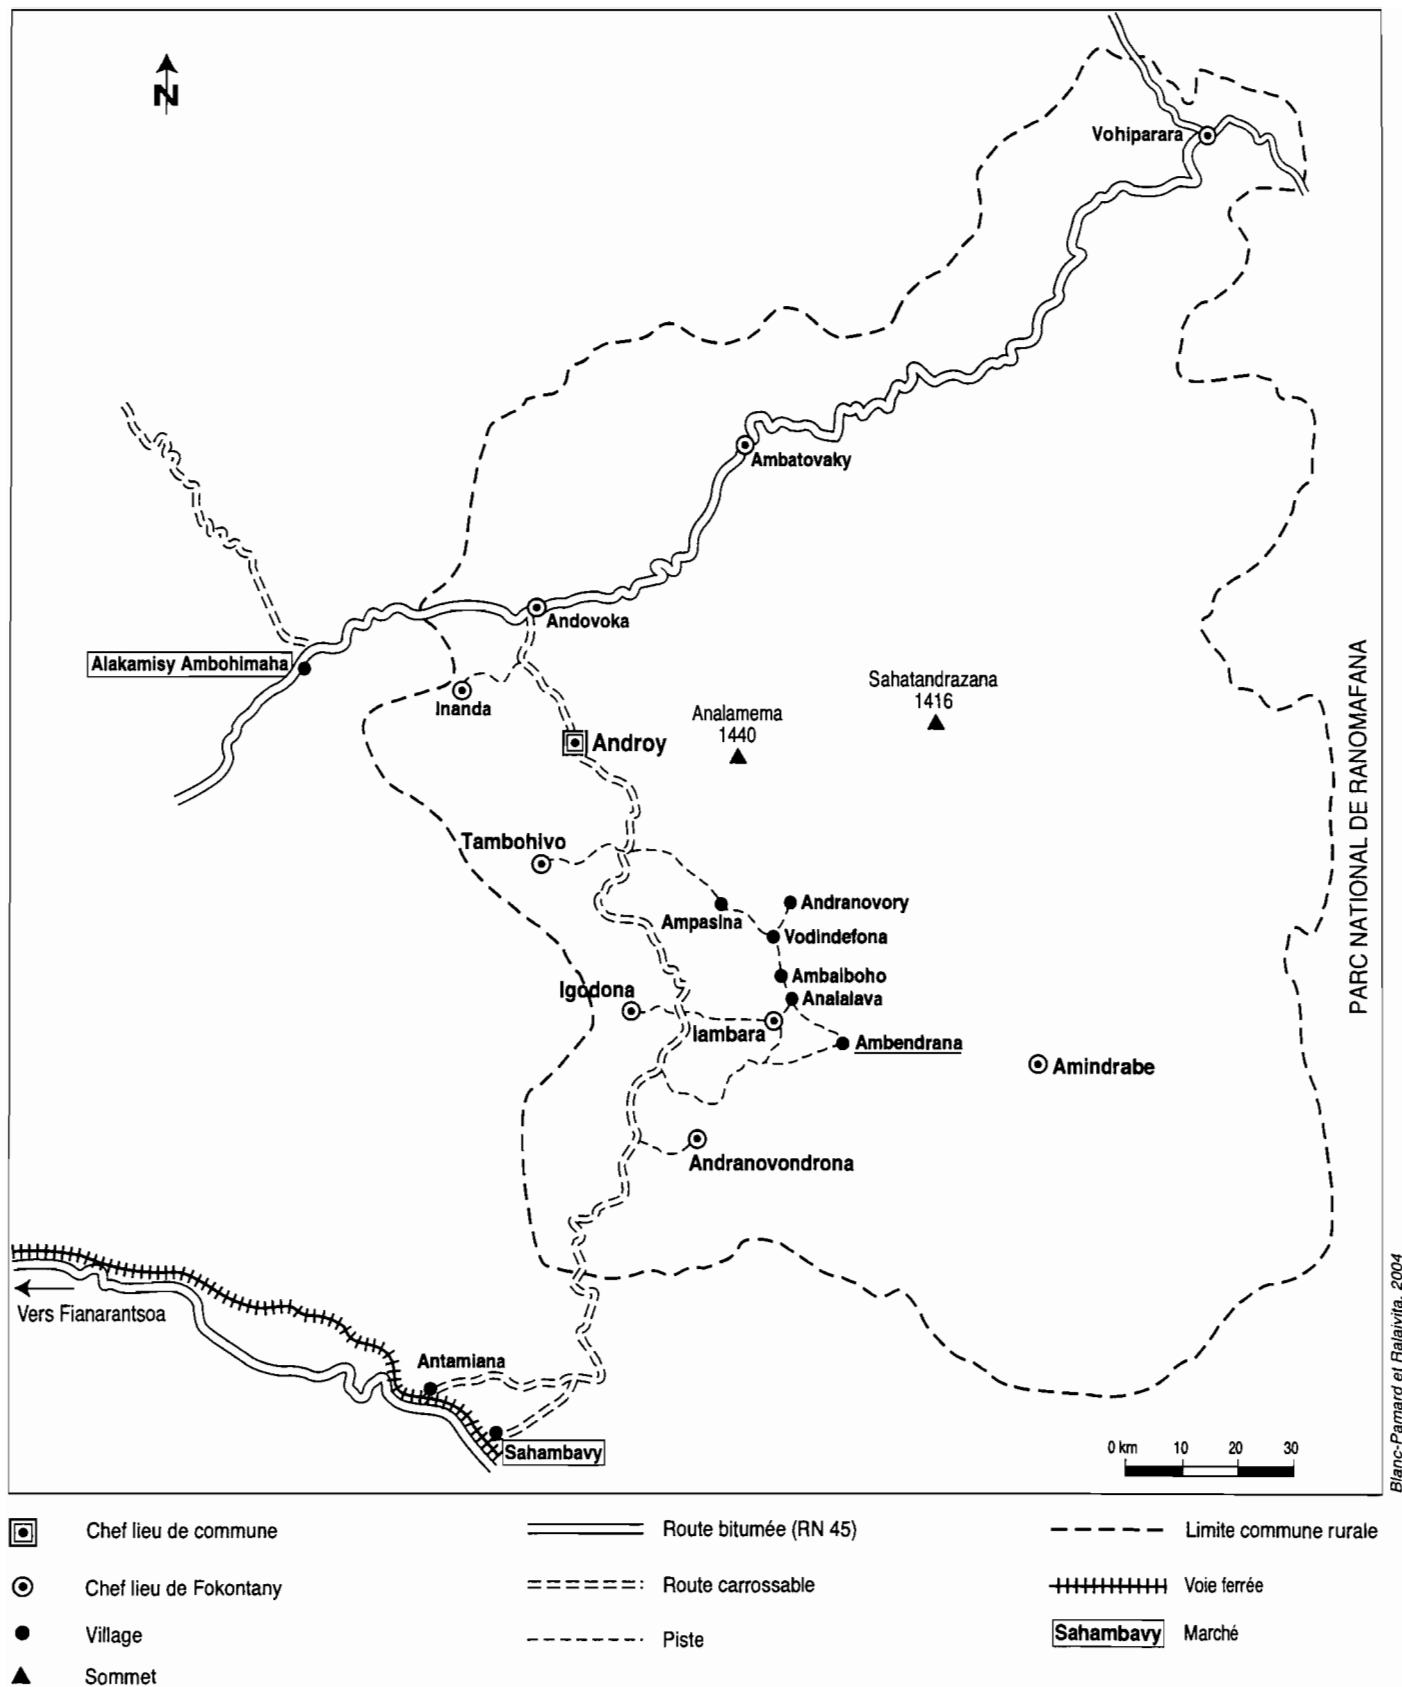 N
Vohiparara
Ambatovaky
Andovoka
Alakamisy Ambohimaha
Inanda
Sahatandrazana
1416
Analamema
1440
Androy
PARC NATIONAL DE RANOMAFANA
Tambohivo
Andranovory
Ampasina
Vodindefona
Ambaiboho
Igodona
Analalava
Iambara
Ambendrana
Amindrabe
Andranovondrona
Vers Fianarantsoa
Antamiana
Sahambavy
0 km 10 20 30
Blanc-Pamard et Ralaivita, 2004
Chef lieu de commune
Route bitumée (RN 45)
Limite commune rurale
Chef lieu de Fokontany
Route carrossable
Voie ferrée
Village
Piste
Sahambavy Marché
Sommet